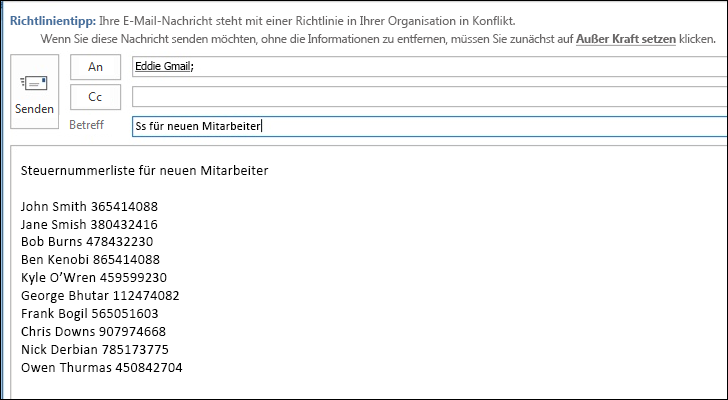 Richtlinientipp: Ihre E-Mail-Nachricht steht mit einer Richtlinie in Ihrer Organisation in Konflikt.
Wenn Sie diese Nachricht senden möchten, ohne die Informationen zu entfernen, müssen Sie zunächst auf Außer Kraft setzen klicken.
Senden
An
Eddie Gmail;
Cc
Betreff
Ss für neuen Mitarbeiter
Steuernummerliste für neuen Mitarbeiter
John Smith 365414088
Jane Smish 380432416
Bob Burns 478432230
Ben Kenobi 865414088
Kyle O’Wren 459599230
George Bhutar 112474082
Frank Bogil 565051603
Chris Downs 907974668
Nick Derbian 785173775
Owen Thurmas 450842704